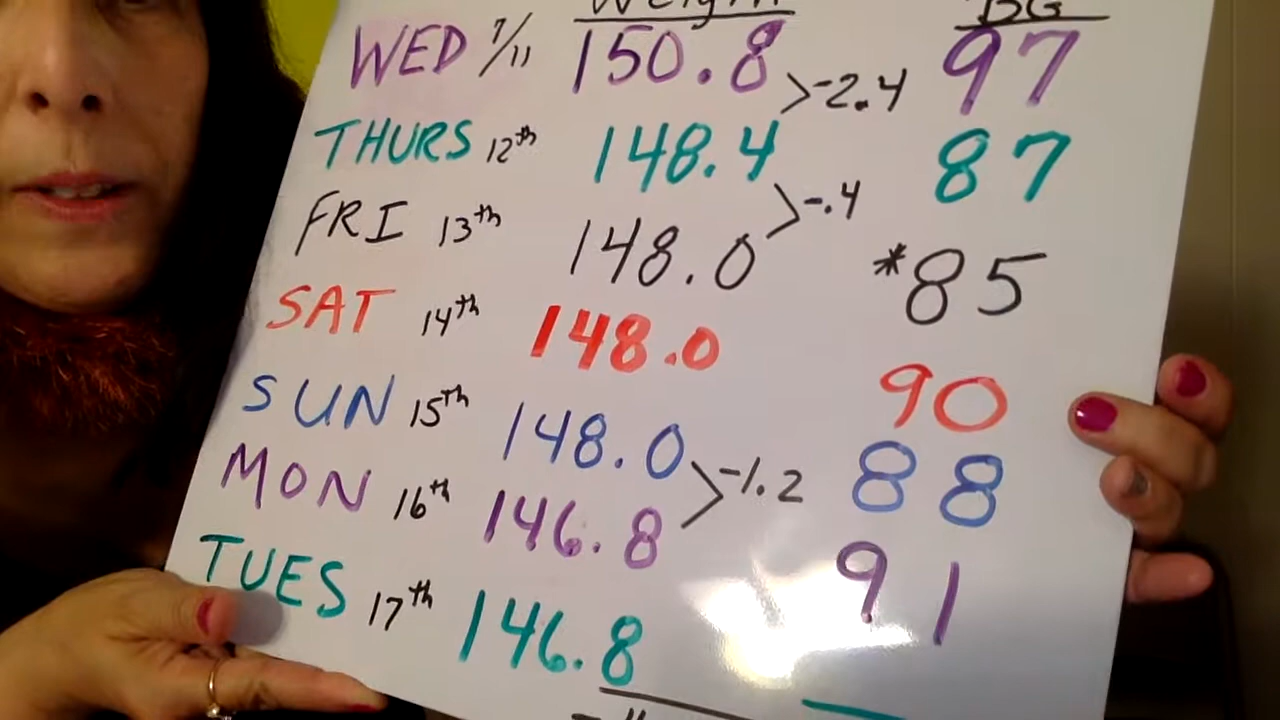 Weight BG
WED 7/11 150.8 97
>-2.4
THURS 12th 148.4 87
>-.4
FRI 13th 148.0 *85
SAT 14th 148.0 90
SUN 15th 148.0 88
>-1.2
MON 16th 146.8 91
TUES 17th 146.8